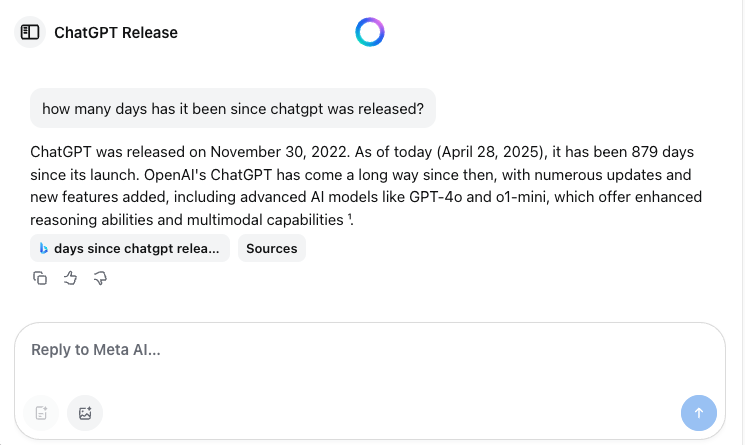 ChatGPT Release
how many days has it been since chatgpt was released?
ChatGPT was released on November 30, 2022. As of today (April 28, 2025), it has been 879 days
since its launch. OpenAI's ChatGPT has come a long way since then, with numerous updates and
new features added, including advanced AI models like GPT-4o and o1-mini, which offer enhanced
reasoning abilities and multimodal capabilities ¹.
days since chatgpt relea...
Sources
Reply to Meta AI...